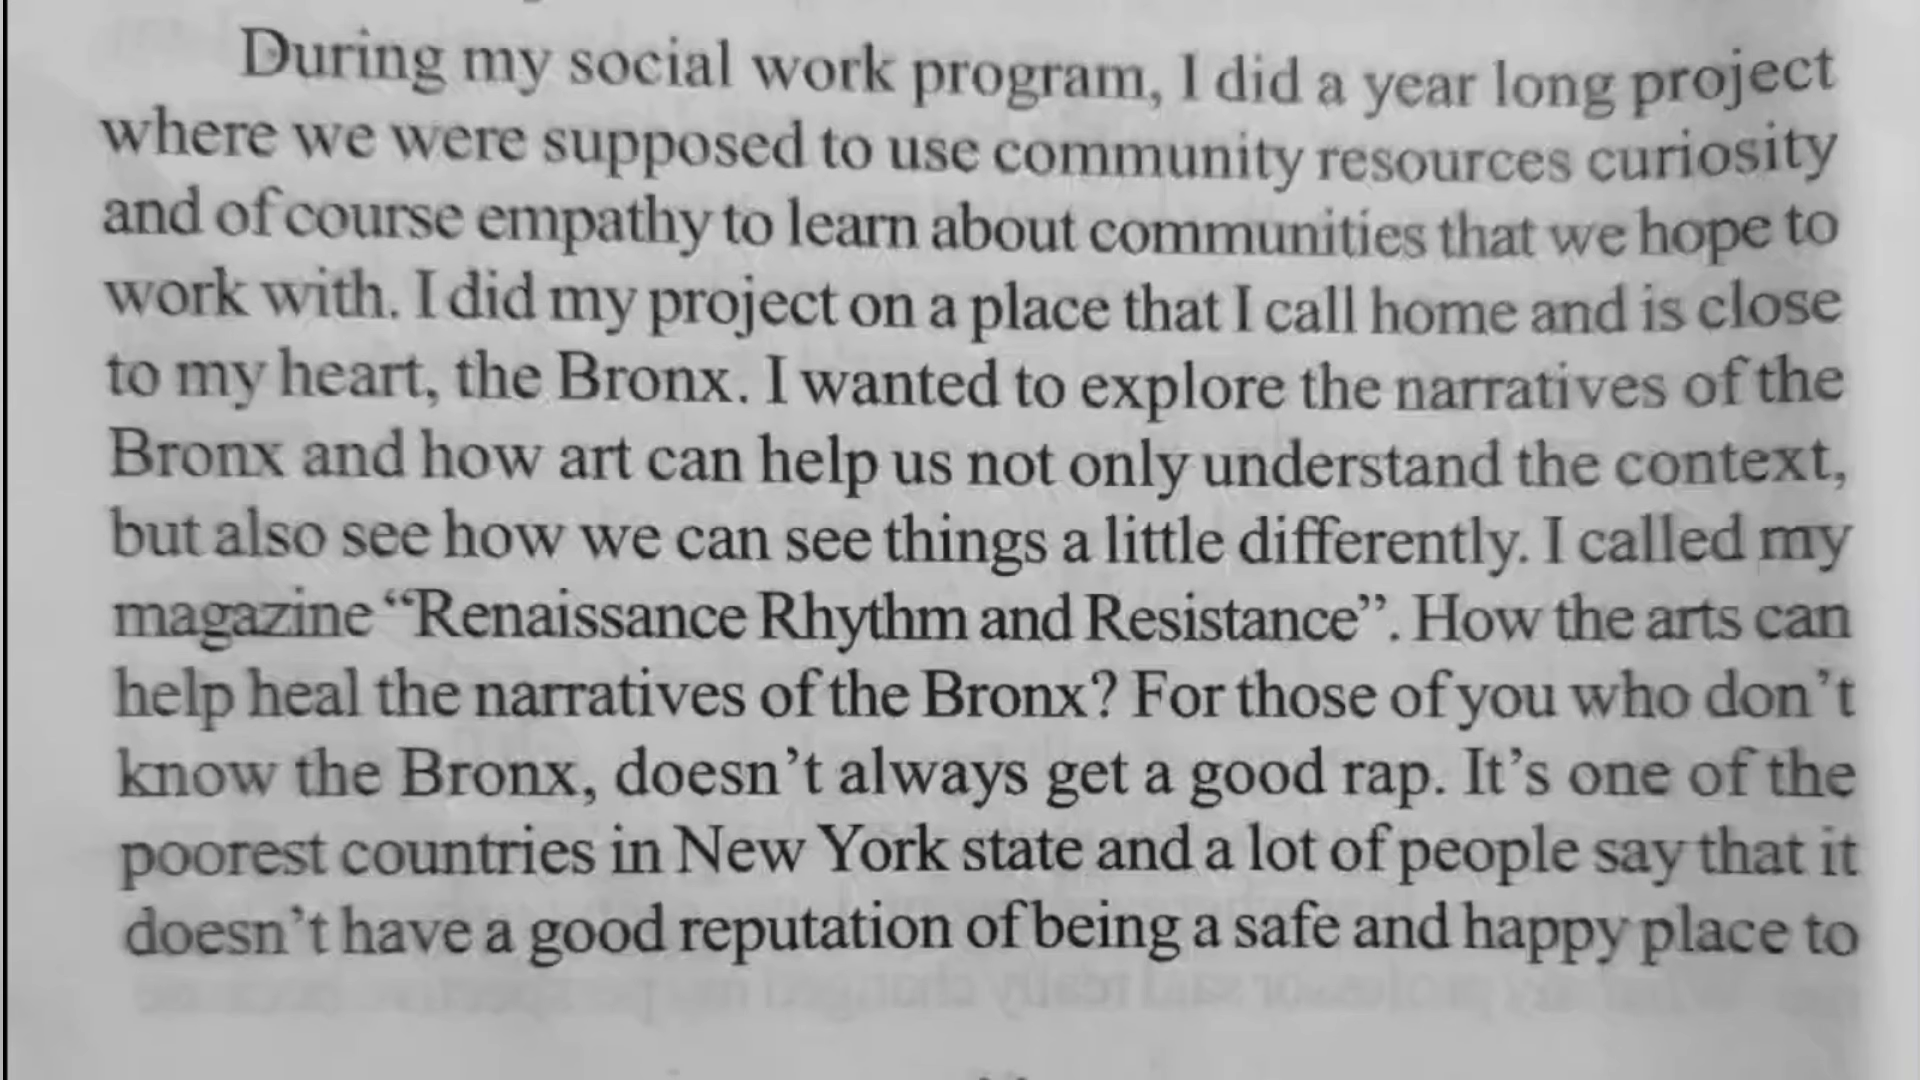 During my social work program, I did a year long project
where we were supposed to use community resources curiosity
and of course empathy to learn about communities that we hope to
work with. I did my project on a place that I call home and is close
to my heart, the Bronx. I wanted to explore the narratives of the
Bronx and how art can help us not only understand the context,
but also see how we can see things a little differently. I called my
magazine “Renaissance Rhythm and Resistance”. How the arts can
help heal the narratives of the Bronx? For those of you who don’t
know the Bronx, doesn’t always get a good rap. It’s one of the
poorest countries in New York state and a lot of people say that it
doesn’t have a good reputation of being a safe and happy place to